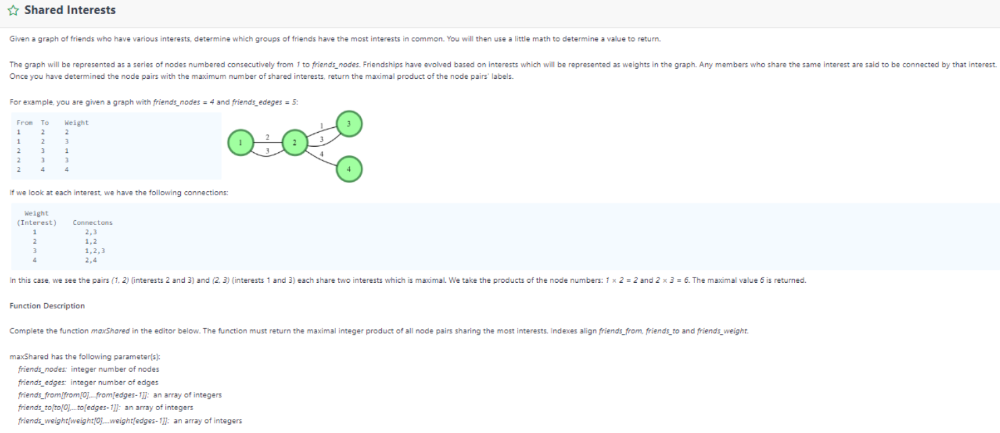 Shared Interests
Given a graph of friends who have various interests, determine which groups of friends have the most interests in common. You will then use a little math to determine a value to return.
The graph will be represented as a series of nodes numbered consecutively from 1 to friends_nodes. Friendships have evolved based on interests which will be represented as weights in the graph. Any members who share the same interest are said to be connected by that interest.
Once you have determined the node pairs with the maximum number of shared interests, return the maximal product of the node pairs' labels.
For example, you are given a graph with friends_nodes = 4 and friends_edeges = 5:
From To Weight
1 2 2
1 2 3
2 3 1
2 3 3
2 4 4
1 2 3 2 1 3 4 3 4
If we look at each interest, we have the following connections:
Weight
(Interest) Connectons
1 2,3
2 1,2
3 1,2,3
4 2,4
In this case, we see the pairs (1, 2) (interests 2 and 3) and (2, 3) (interests 1 and 3) each share two interests which is maximal. We take the products of the node numbers: 1 × 2 = 2 and 2 × 3 = 6. The maximal value 6 is returned.
Function Description
Complete the function maxShared in the editor below. The function must return the maximal integer product of all node pairs sharing the most interests. Indexes align friends_from, friends_to and friends_weight.
maxShared has the following parameter(s):
friends_nodes: integer number of nodes
friends_edges: integer number of edges
friends_from[from[0],...from[edges-1]]: an array of integers
friends_to[to[0],...to[edges-1]]: an array of integers
friends_weight[weight[0],...weight[edges-1]]: an array of integers